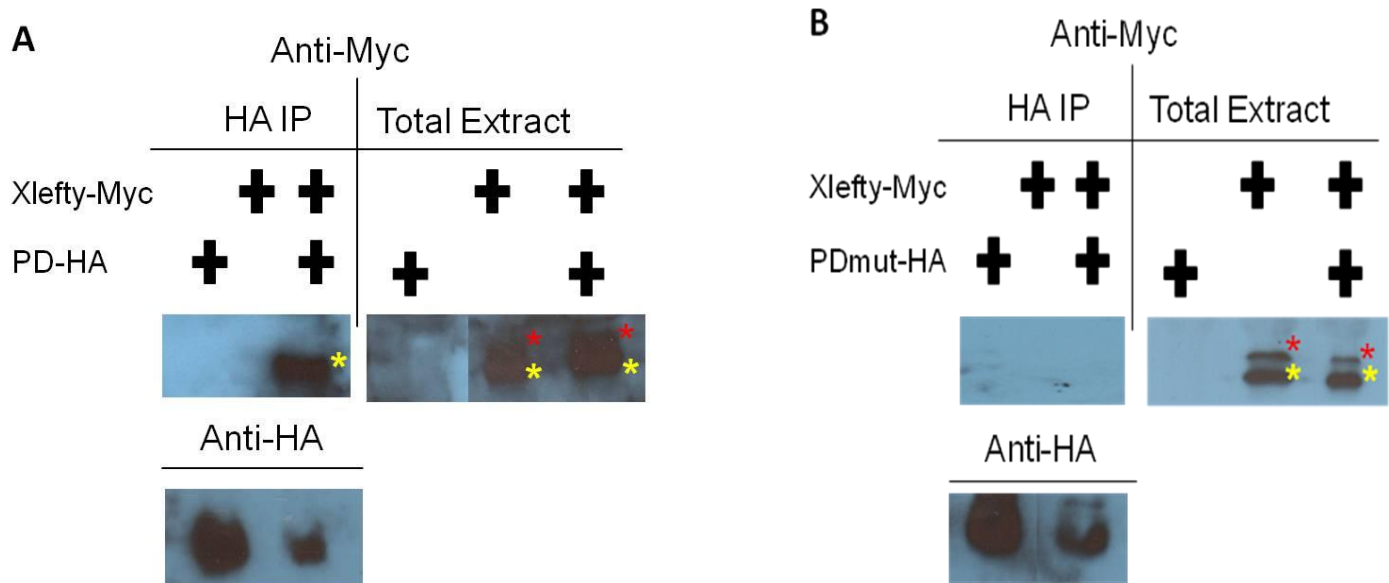 A
Anti-Myc
HA IP
Total Extract
Xlefty-Myc
PD-HA
Anti-HA
B
Anti-Myc
HA IP
Total Extract
Xlefty-Myc
PDmut-HA
Anti-HA